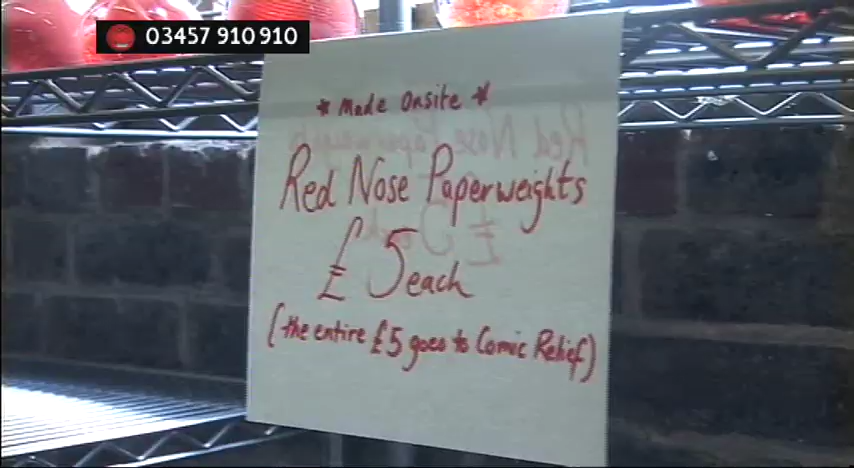 03457 910 910
* Made Onsite *
Red Nose Paperweights
£5 each
(the entire £5 goes to Comic Relief)